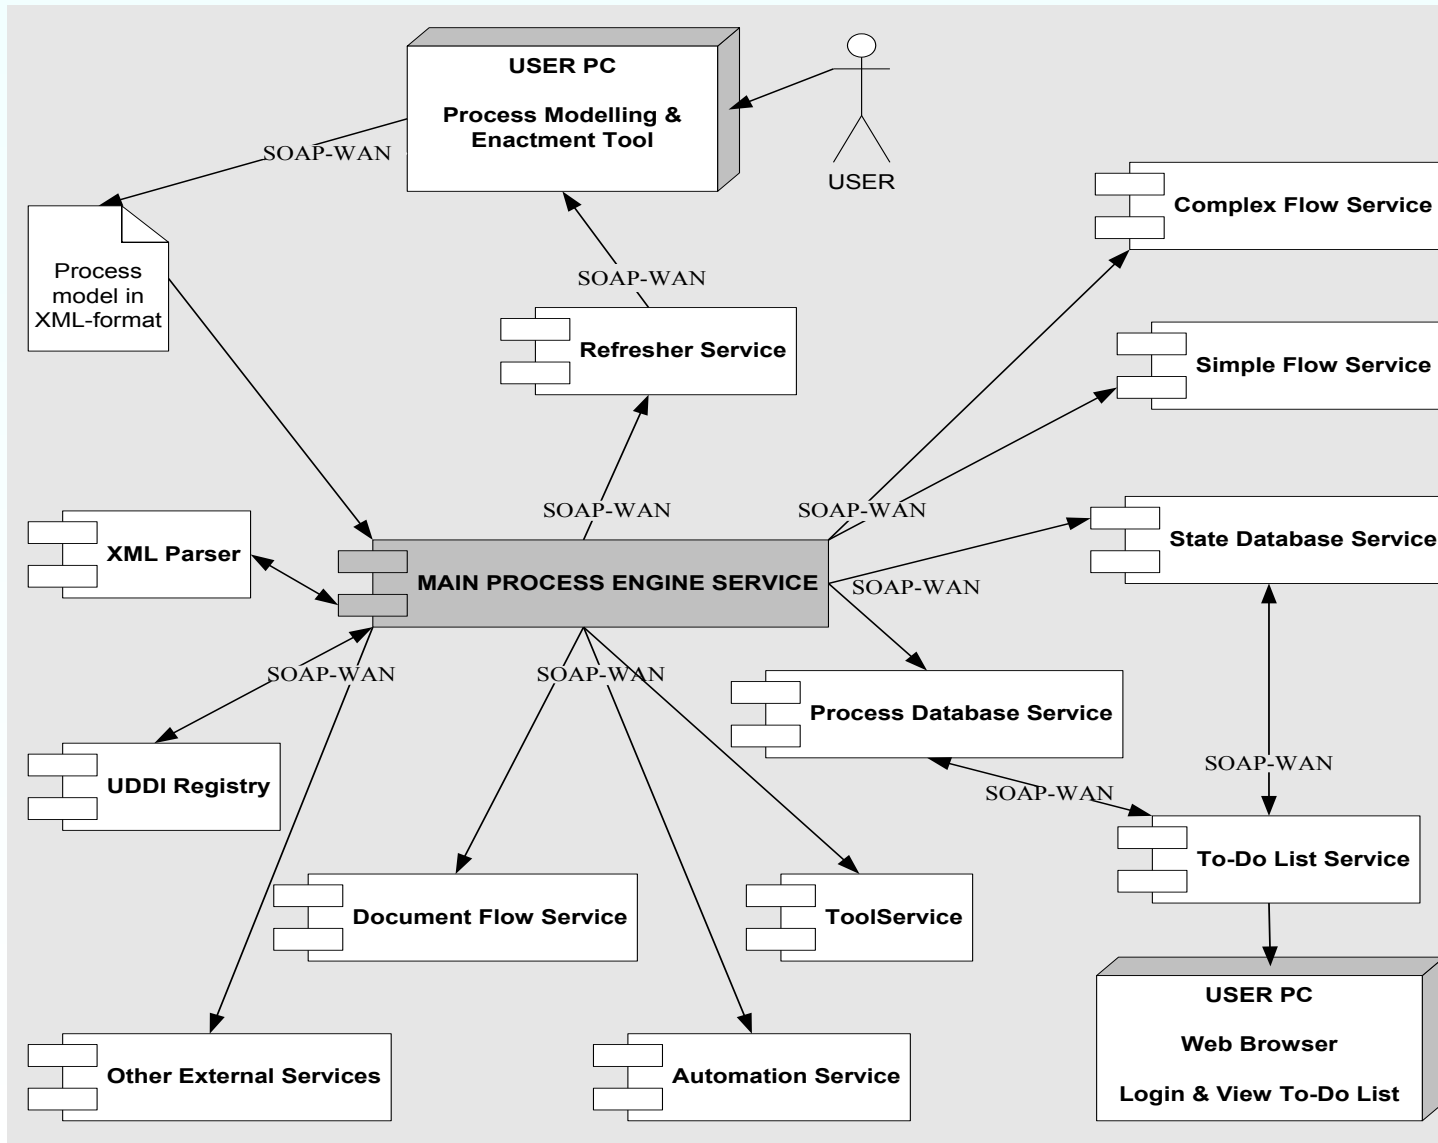 USER PC
Process Modelling &
Enactment Tool
SOAP-WAN
USER
Complex Flow Service
Process
model in
XML-format
SOAP-WAN
Refresher Service
Simple Flow Service
SOAP-WAN
SOAP-WAN
XML Parser
MAIN PROCESS ENGINE SERVICE
State Database Service
SOAP-WAN
SOAP-WAN
SOAP-WAN
Process Database Service
SOAP-WAN
UDDI Registry
SOAP-WAN
To-Do List Service
Document Flow Service
ToolService
USER PC
Web Browser
Login & View To-Do List
Other External Services
Automation Service